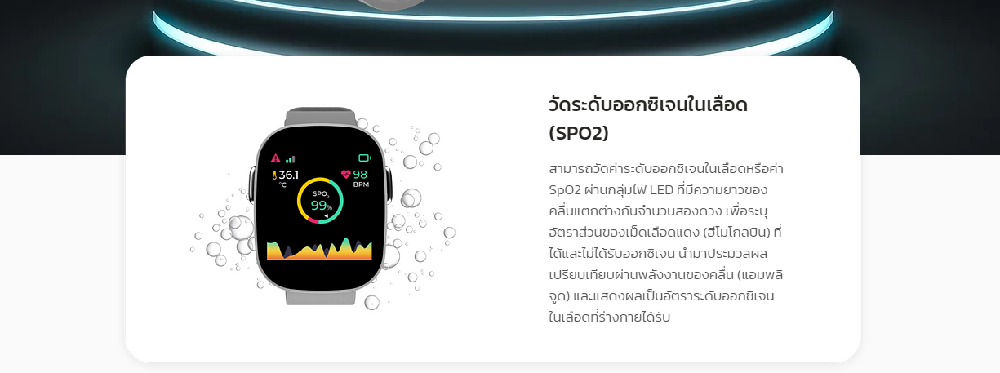 วัดระดับออกซิเจนในเลือด
(SPO2)
36.1
°C
98
BPM
SPO₂
99%
สามารถวัดค่าระดับออกซิเจนในเลือดหรือค่า
SpO2 ผ่านกลุ่มไฟ LED ที่มีความยาวของ
คลื่นแตกต่างกันจำนวนสองดวง เพื่อระบุ
อัตราส่วนของเม็ดเลือดแดง (ฮีโมโกลบิน) ที่
ได้และไม่ได้รับออกซิเจน นำมาประมวลผล
เปรียบเทียบผ่านพลังงานของคลื่น (แอมพลิ
จูด) และแสดงผลเป็นอัตราระดับออกซิเจน
ในเลือดที่ร่างกายได้รับ